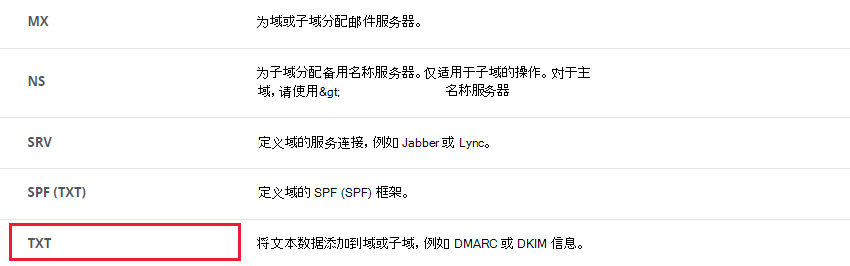 MX 为域或子域分配邮件服务器。
NS 为子域分配备用名称服务器。仅适用于子域的操作。对于主
域，请使用&gt; 名称服务器
SRV 定义域的服务连接，例如 Jabber 或 Lync。
SPF (TXT) 定义域的 SPF (SPF) 框架。
TXT 将文本数据添加到域或子域，例如 DMARC 或 DKIM 信息。